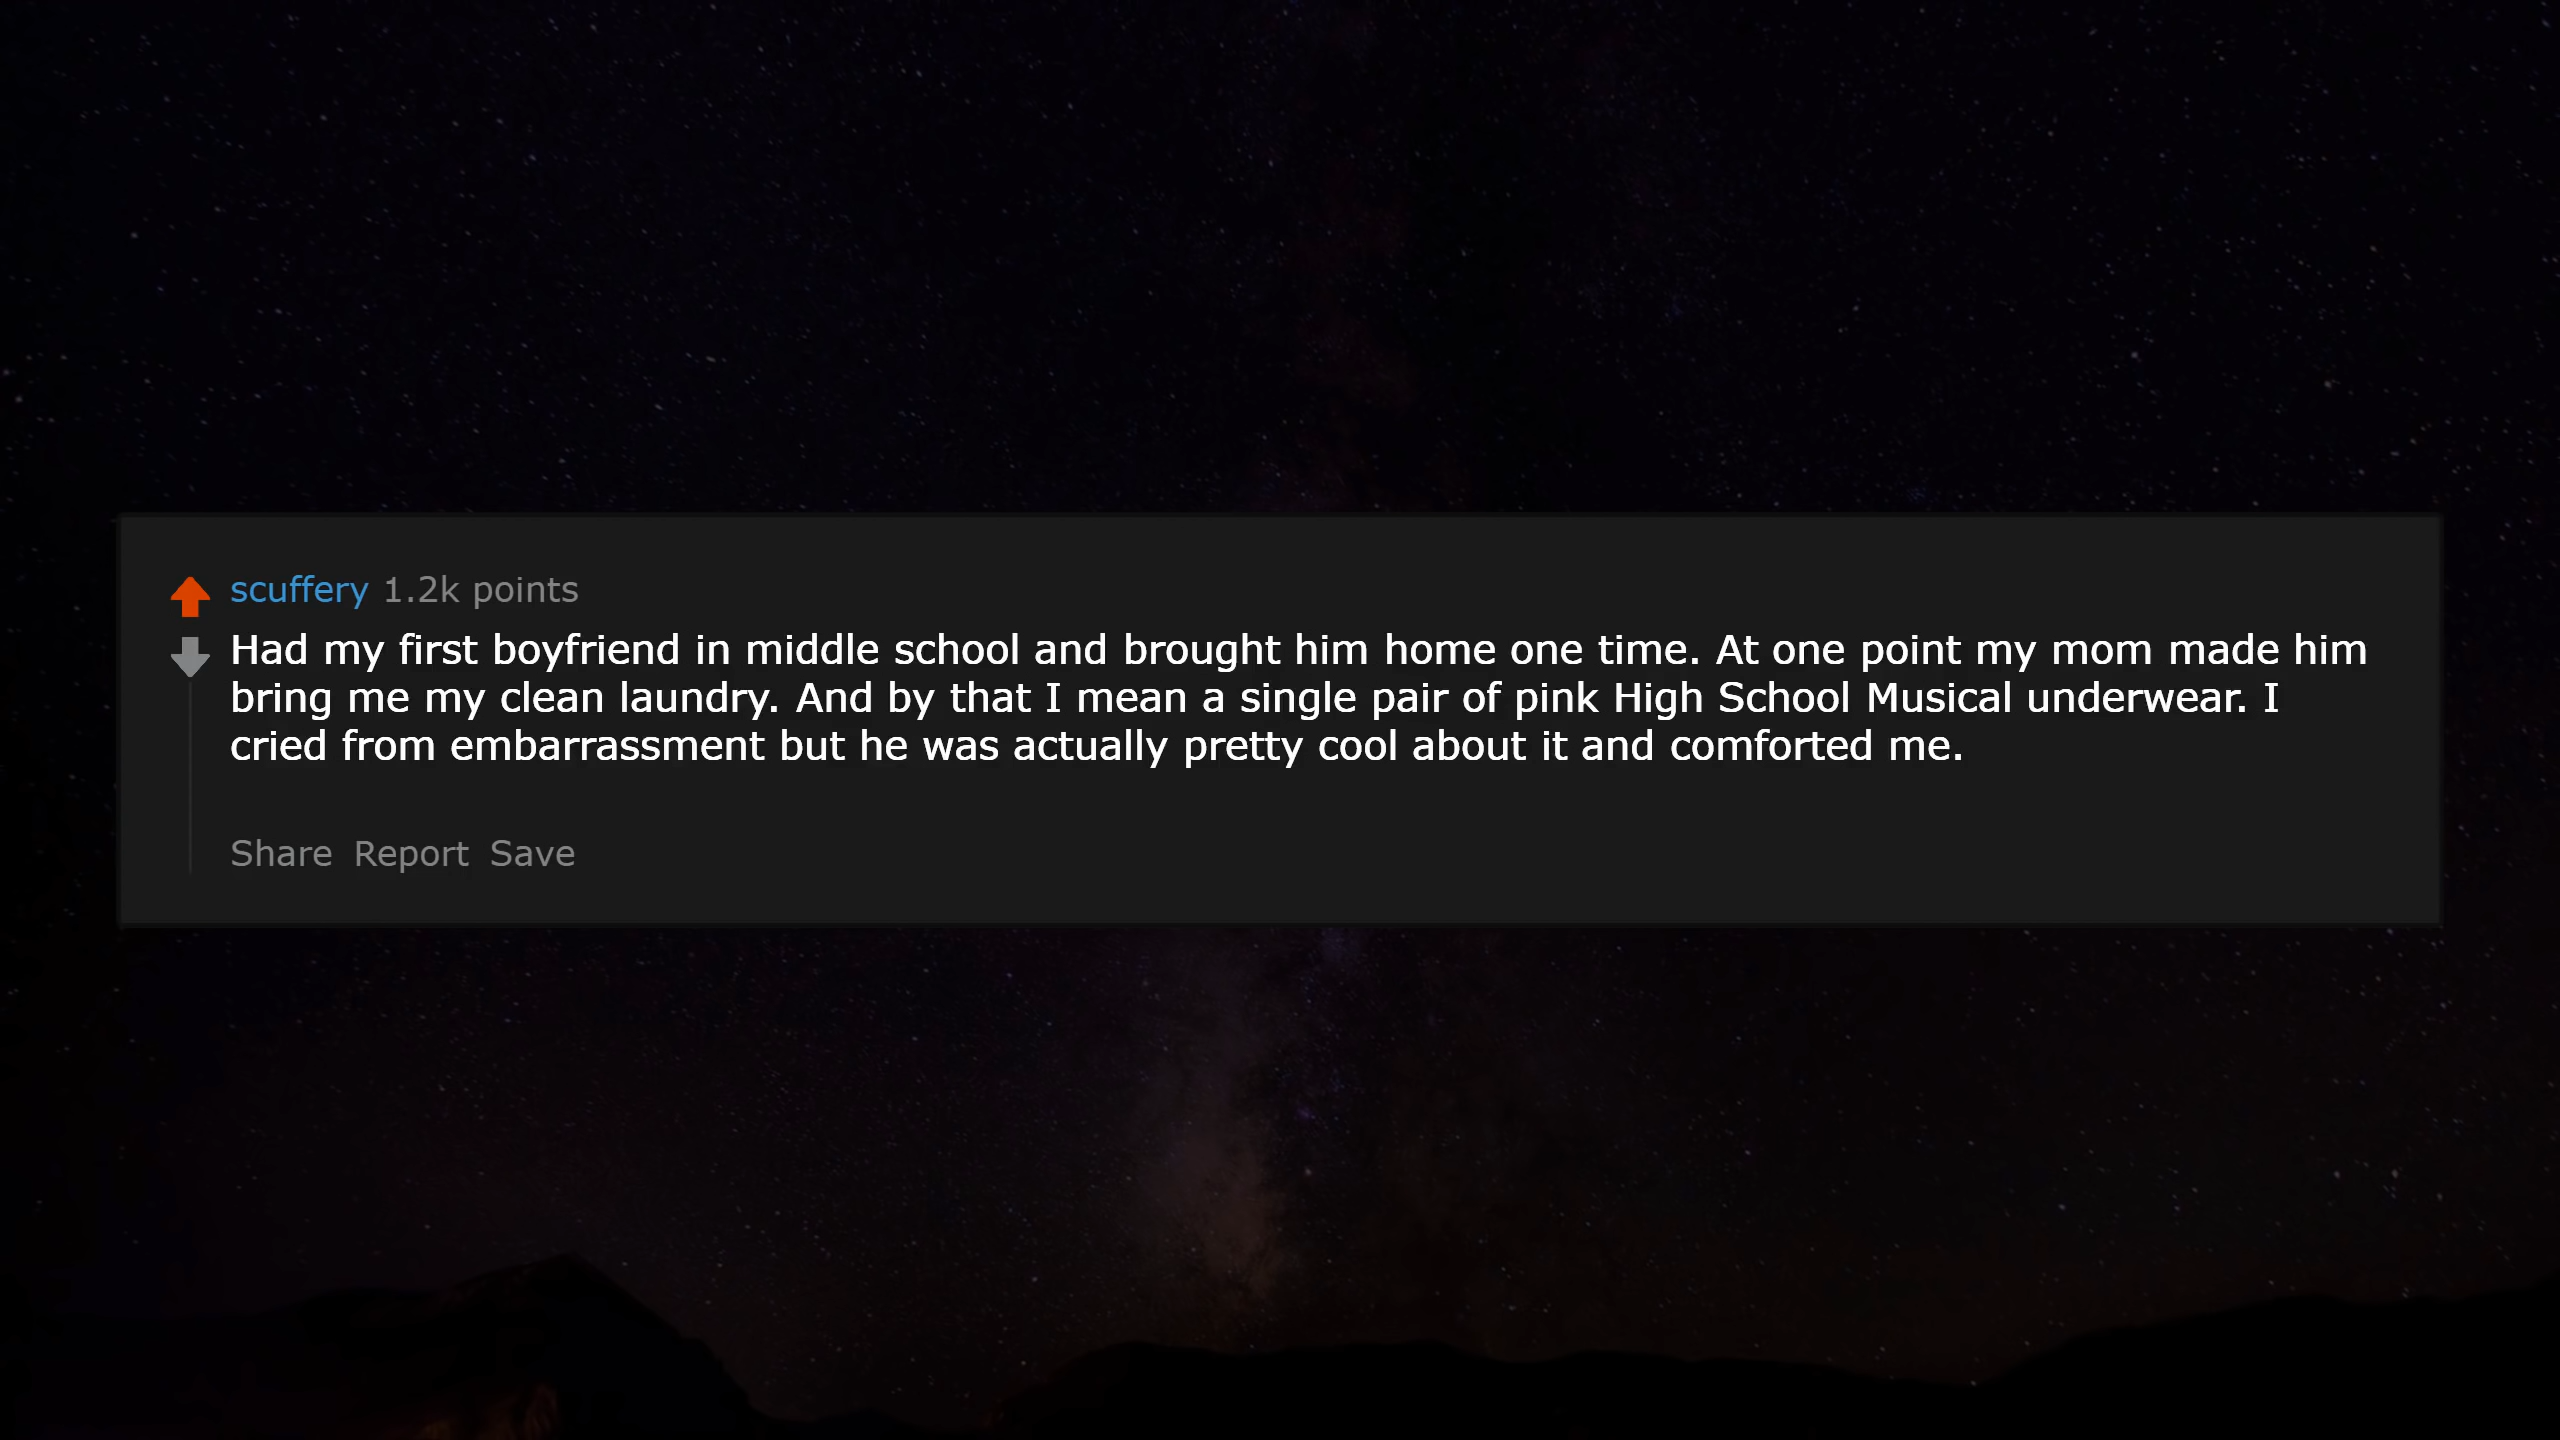 scuffery 1.2k points
Had my first boyfriend in middle school and brought him home one time. At one point my mom made him
bring me my clean laundry. And by that I mean a single pair of pink High School Musical underwear. I
cried from embarrassment but he was actually pretty cool about it and comforted me.
Share Report Save